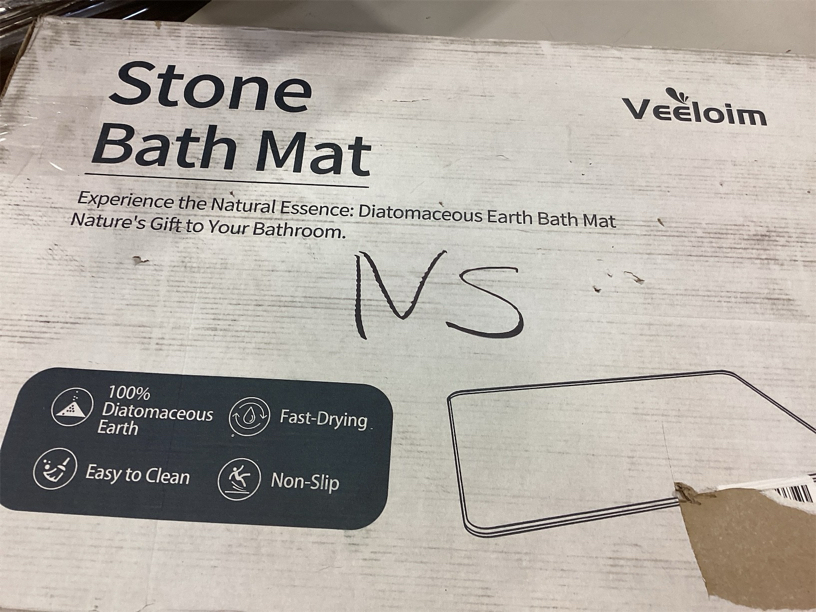 Stone
Bath Mat
Veeloim
Experience the Natural Essence: Diatomaceous Earth Bath Mat
Nature's Gift to Your Bathroom.
NS
100%
Diatomaceous
Earth
Fast-Drying
Easy to Clean
Non-Slip